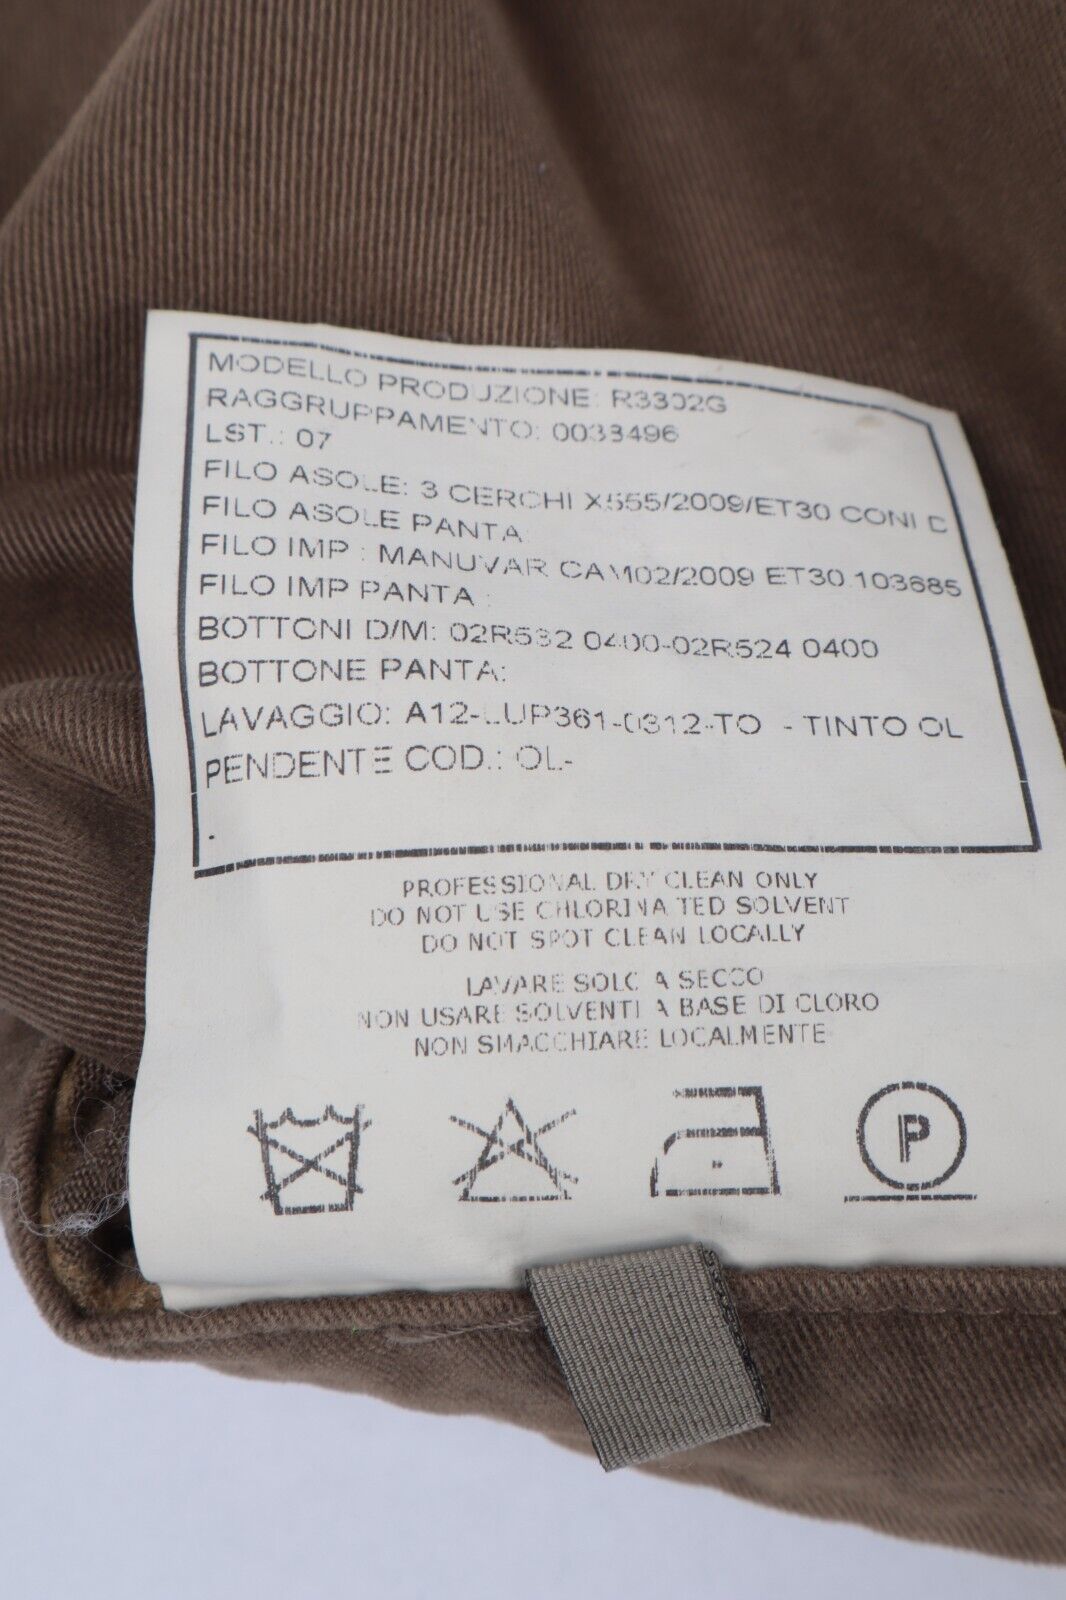 MODELLO PRODUZIONE: R3302G
RAGGRUPPAMENTO: 0033496
LST.: 07
FILO ASOLE: 3 CERCHI X555/2009/ET30 CONI C
FILO ASOLE PANTA:
FILO IMP : MANUVAR CAM02/2009 ET30.103685
FILO IMP PANTA :
BOTTONI D/M: 02R532 0400-02R524 0400
BOTTONE PANTA:
LAVAGGIO: A12-LUP361-0312-TO - TINTO OL
PENDENTE COD.: OL-
.
PROFESSIONAL DRY CLEAN ONLY
DO NOT USE CHLORINATED SOLVENT
DO NOT SPOT CLEAN LOCALLY
LAVARE SOLO A SECCO
NON USARE SOLVENTI A BASE DI CLORO
NON SMACCHIARE LOCALMENTE
P